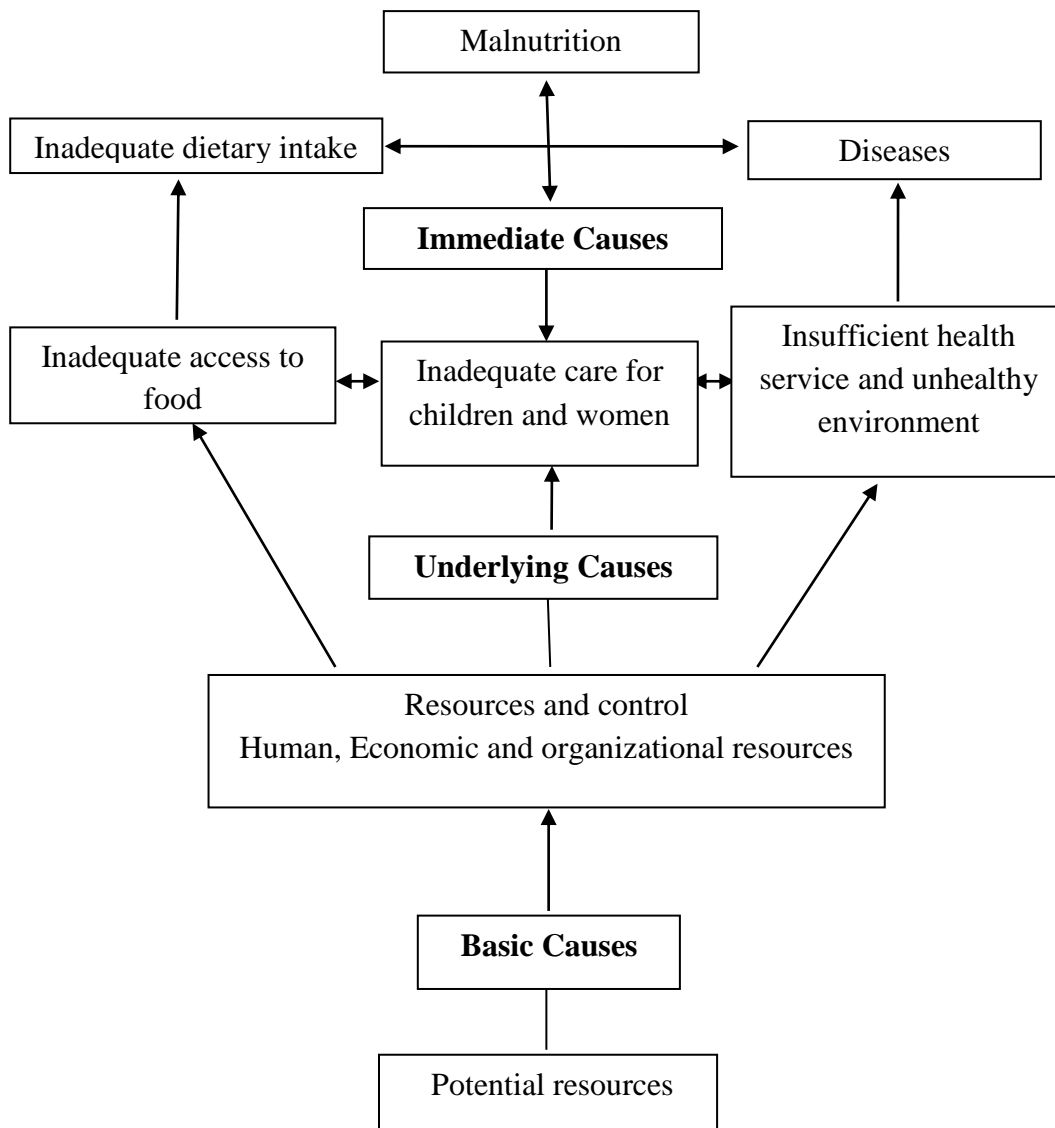 Malnutrition
Inadequate dietary intake
Diseases
Immediate Causes
Inadequate access to
food
Inadequate care for
children and women
Insufficient health
service and unhealthy
environment
Underlying Causes
Resources and control
Human, Economic and organizational resources
Basic Causes
Potential resources